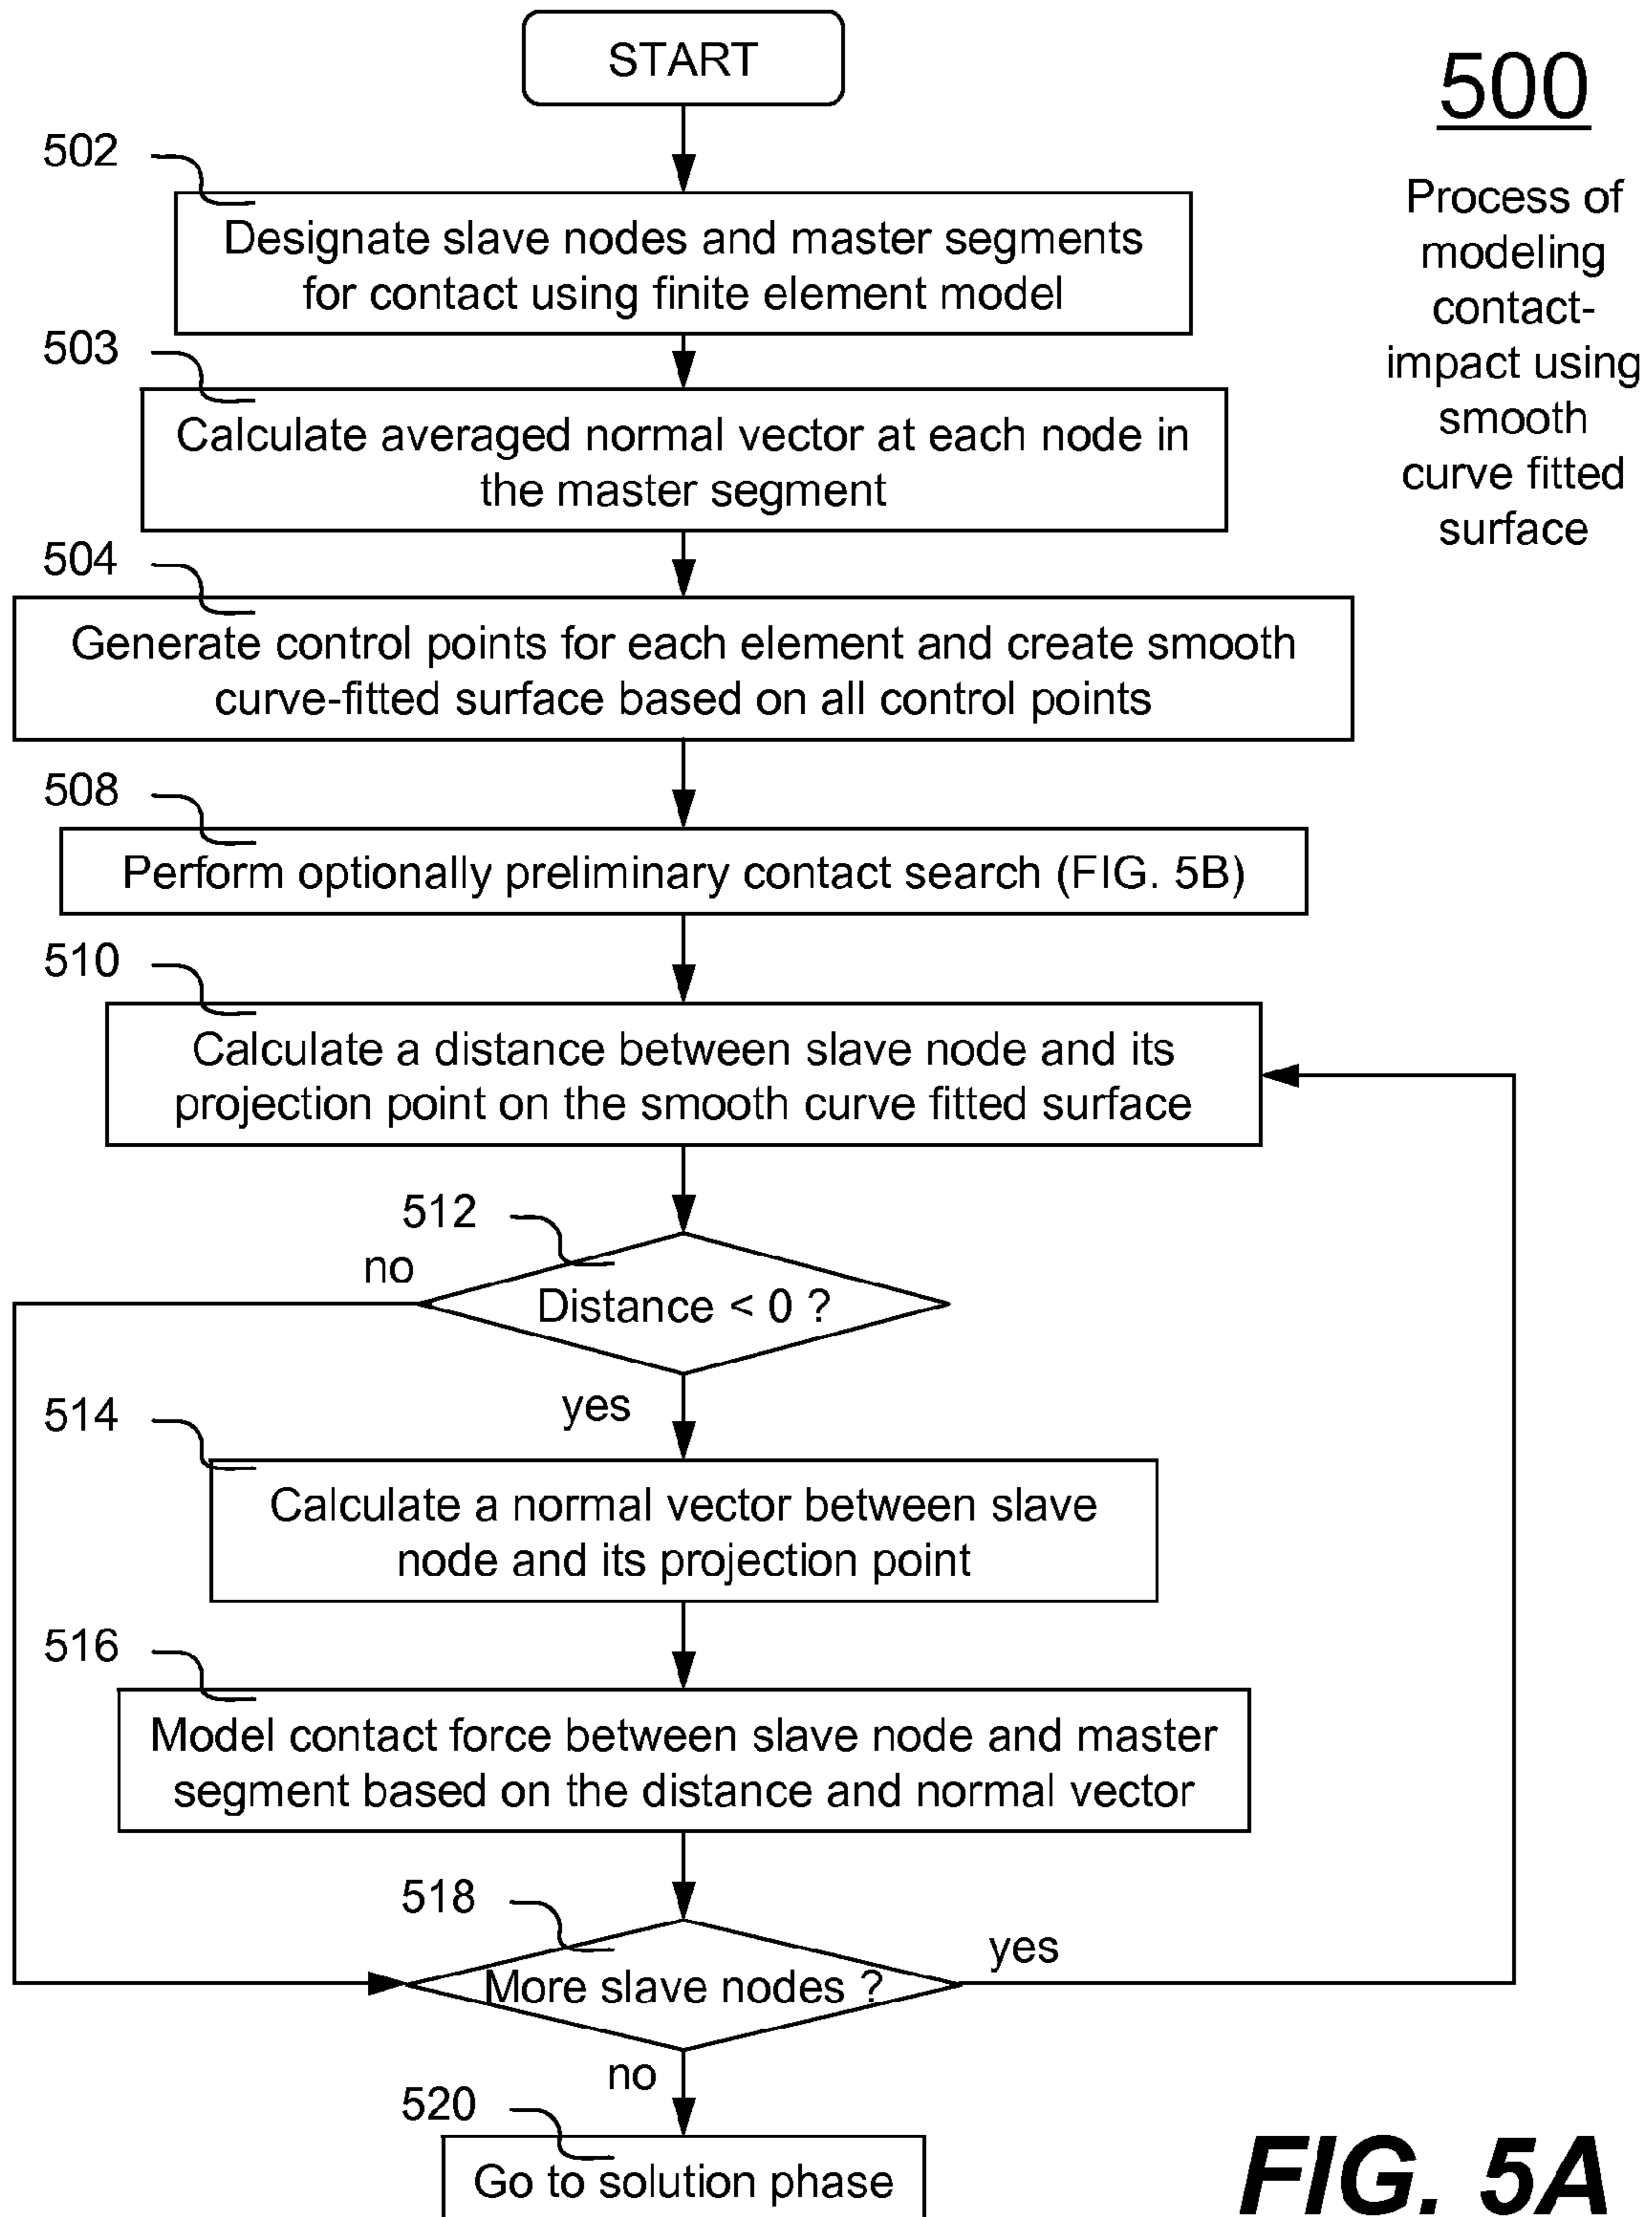 START
500
Process of
modeling
contact-
impact using
smooth
curve fitted
surface
502
Designate slave nodes and master segments
for contact using finite element model
503
Calculate averaged normal vector at each node in
the master segment
504
Generate control points for each element and create smooth
curve-fitted surface based on all control points
508
Perform optionally preliminary contact search (FIG. 5B)
510
Calculate a distance between slave node and its
projection point on the smooth curve fitted surface
512
no
Distance < 0 ?
yes
514
Calculate a normal vector between slave
node and its projection point
516
Model contact force between slave node and master
segment based on the distance and normal vector
518
More slave nodes ?
yes
no
520
Go to solution phase
FIG. 5A